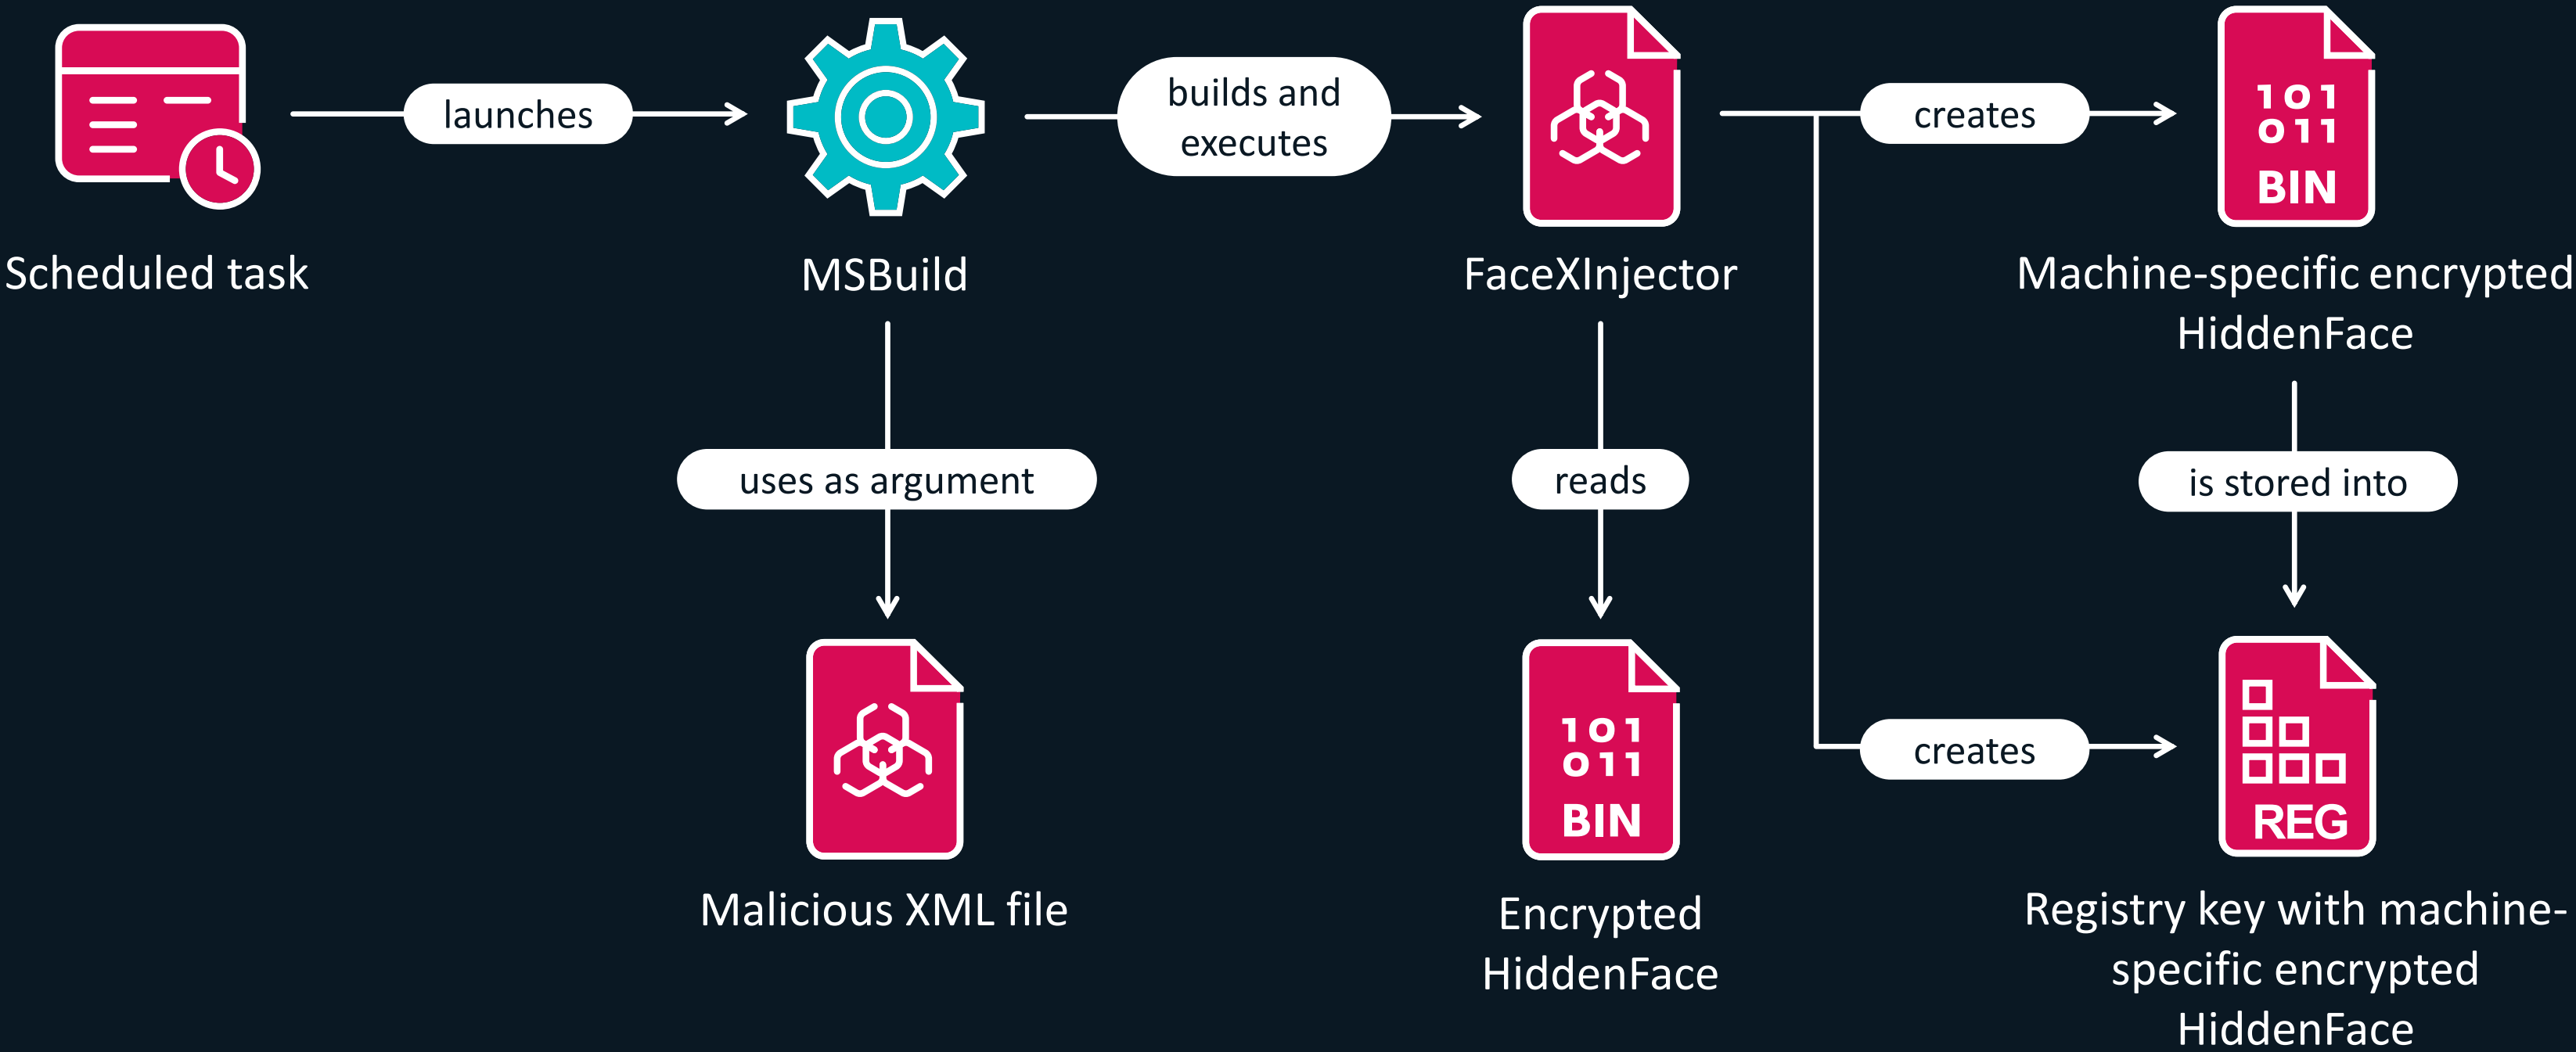 launches
builds and
executes
creates
101
011
BIN
Scheduled task
MSBuild
FaceXInjector
Machine-specific encrypted
HiddenFace
uses as argument
reads
is stored into
creates
101
011
BIN
REG
Malicious XML file
Encrypted
HiddenFace
Registry key with machine-
specific encrypted
HiddenFace